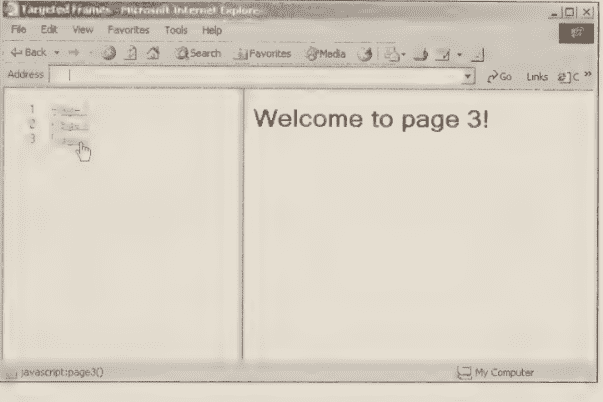 Targeted Frames - Microsoft Internet Explorer
File Edit View Favorites Tools Help
Back Search Favorites Media
Address Go Links
1
2
3
Welcome to page 3!
javascript:page3() My Computer